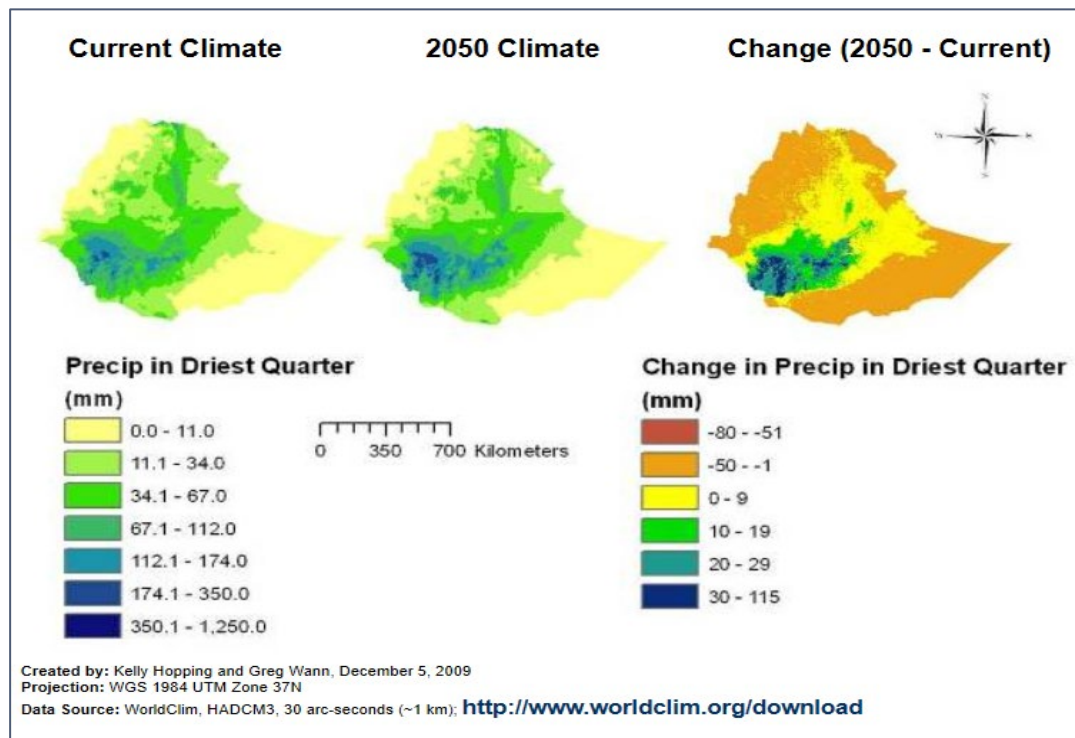 Current Climate
2050 Climate
Change (2050 - Current)
Precip in Driest Quarter
(mm)
0.0 - 11.0
11.1 - 34.0
34.1 - 67.0
67.1 - 112.0
112.1 - 174.0
174.1 - 350.0
350.1 - 1,250.0
0 350 700 Kilometers
Change in Precip in Driest Quarter
(mm)
-80 - -51
-50 - -1
0 - 9
10 - 19
20 - 29
30 - 115
Created by: Kelly Hopping and Greg Wann, December 5, 2009
Projection: WGS 1984 UTM Zone 37N
Data Source: WorldClim, HADCM3, 30 arc-seconds (~1 km); http://www.worldclim.org/download